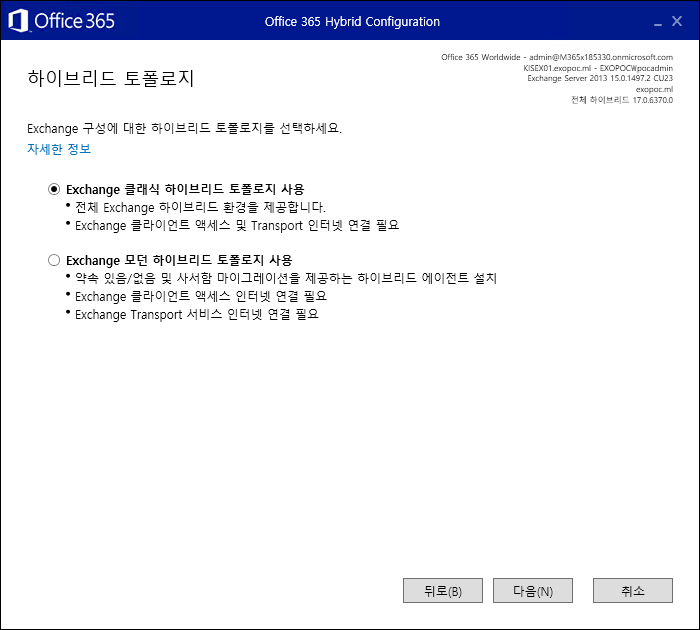 Office 365
Office 365 Hybrid Configuration
하이브리드 토폴로지
Office 365 Worldwide - admin@M365x185330.onmicrosoft.com
KISEX01.exopoc.ml - EXOPOC₩pocadmin
Exchange Server 2013 15.0.1497.2 CU23
exopoc.ml
전체 하이브리드 17.0.6370.0
Exchange 구성에 대한 하이브리드 토폴로지를 선택하세요.
자세한 정보
Exchange 클래식 하이브리드 토폴로지 사용
• 전체 Exchange 하이브리드 환경을 제공합니다.
• Exchange 클라이언트 액세스 및 Transport 인터넷 연결 필요
Exchange 모던 하이브리드 토폴로지 사용
• 약속 있음/없음 및 사서함 마이그레이션을 제공하는 하이브리드 에이전트 설치
• Exchange 클라이언트 액세스 인터넷 연결 필요
• Exchange Transport 서비스 인터넷 연결 필요
뒤로(B)
다음(N)
취소